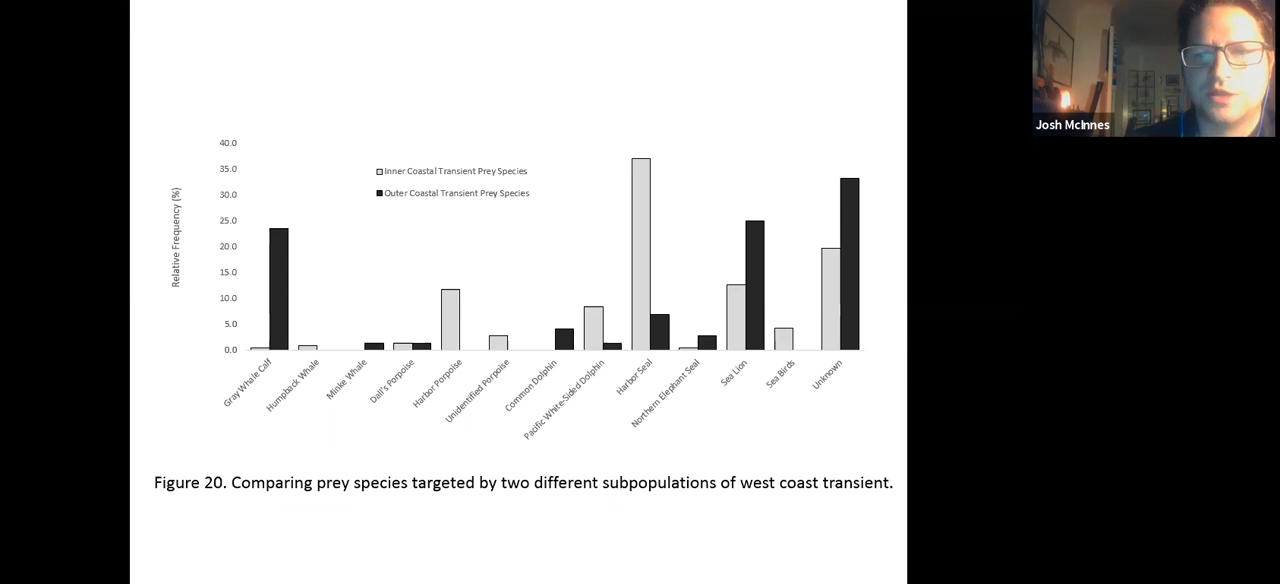 Josh McInnes
40.0
35.0
30.0
25.0
20.0
15.0
10.0
5.0
0.0
Relative Frequency (%)
Inner Coastal Transient Prey Species
Outer Coastal Transient Prey Species
Gray Whale Calf
Humpback Whale
Minke Whale
Dall's Porpoise
Harbor Porpoise
Unidentified Porpoise
Common Dolphin
Pacific White-Sided Dolphin
Harbor Seal
Northern Elephant Seal
Sea Lion
Sea Birds
Unknown
Figure 20. Comparing prey species targeted by two different subpopulations of west coast transient.